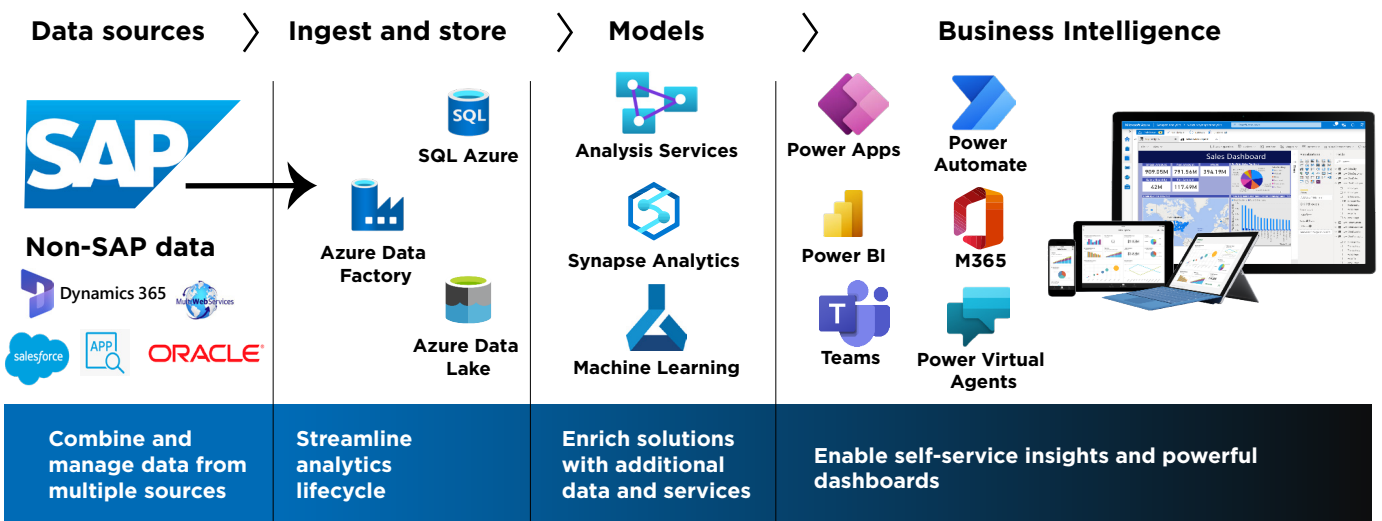 Data sources
Ingest and store
Models
Business Intelligence
SAP
Non-SAP data
Dynamics 365
MultiWebServices
salesforce
APP
ORACLE
SQL
SQL Azure
Azure Data
Factory
Azure Data
Lake
Analysis Services
Synapse Analytics
Machine Learning
Power Apps
Power
Automate
Power BI
M365
T
Teams
Power Virtual
Agents
Sales Dashboard
Combine and
manage data from
multiple sources
Streamline
analytics
lifecycle
Enrich solutions
with additional
data and services
Enable self-service insights and powerful
dashboards